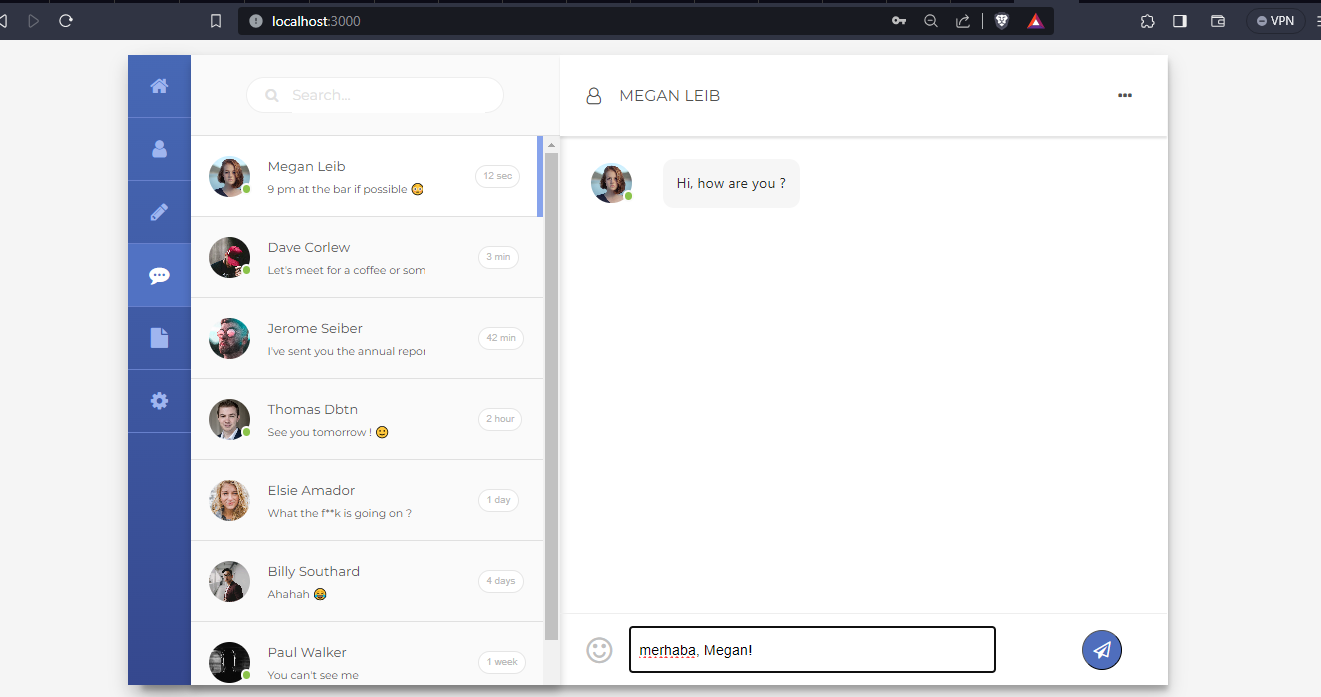 localhost:3000
VPN
Search...
MEGAN LEIB
Megan Leib
12 sec
9 pm at the bar if possible 😳
Hi, how are you ?
Dave Corlew
3 min
Let's meet for a coffee or som
Jerome Seiber
42 min
I've sent you the annual repor
Thomas Dbtn
2 hour
See you tomorrow ! 🙂
Elsie Amador
1 day
What the f**k is going on ?
Billy Southard
4 days
Ahahah 😂
Paul Walker
1 week
You can't see me
merhaba, Megan!